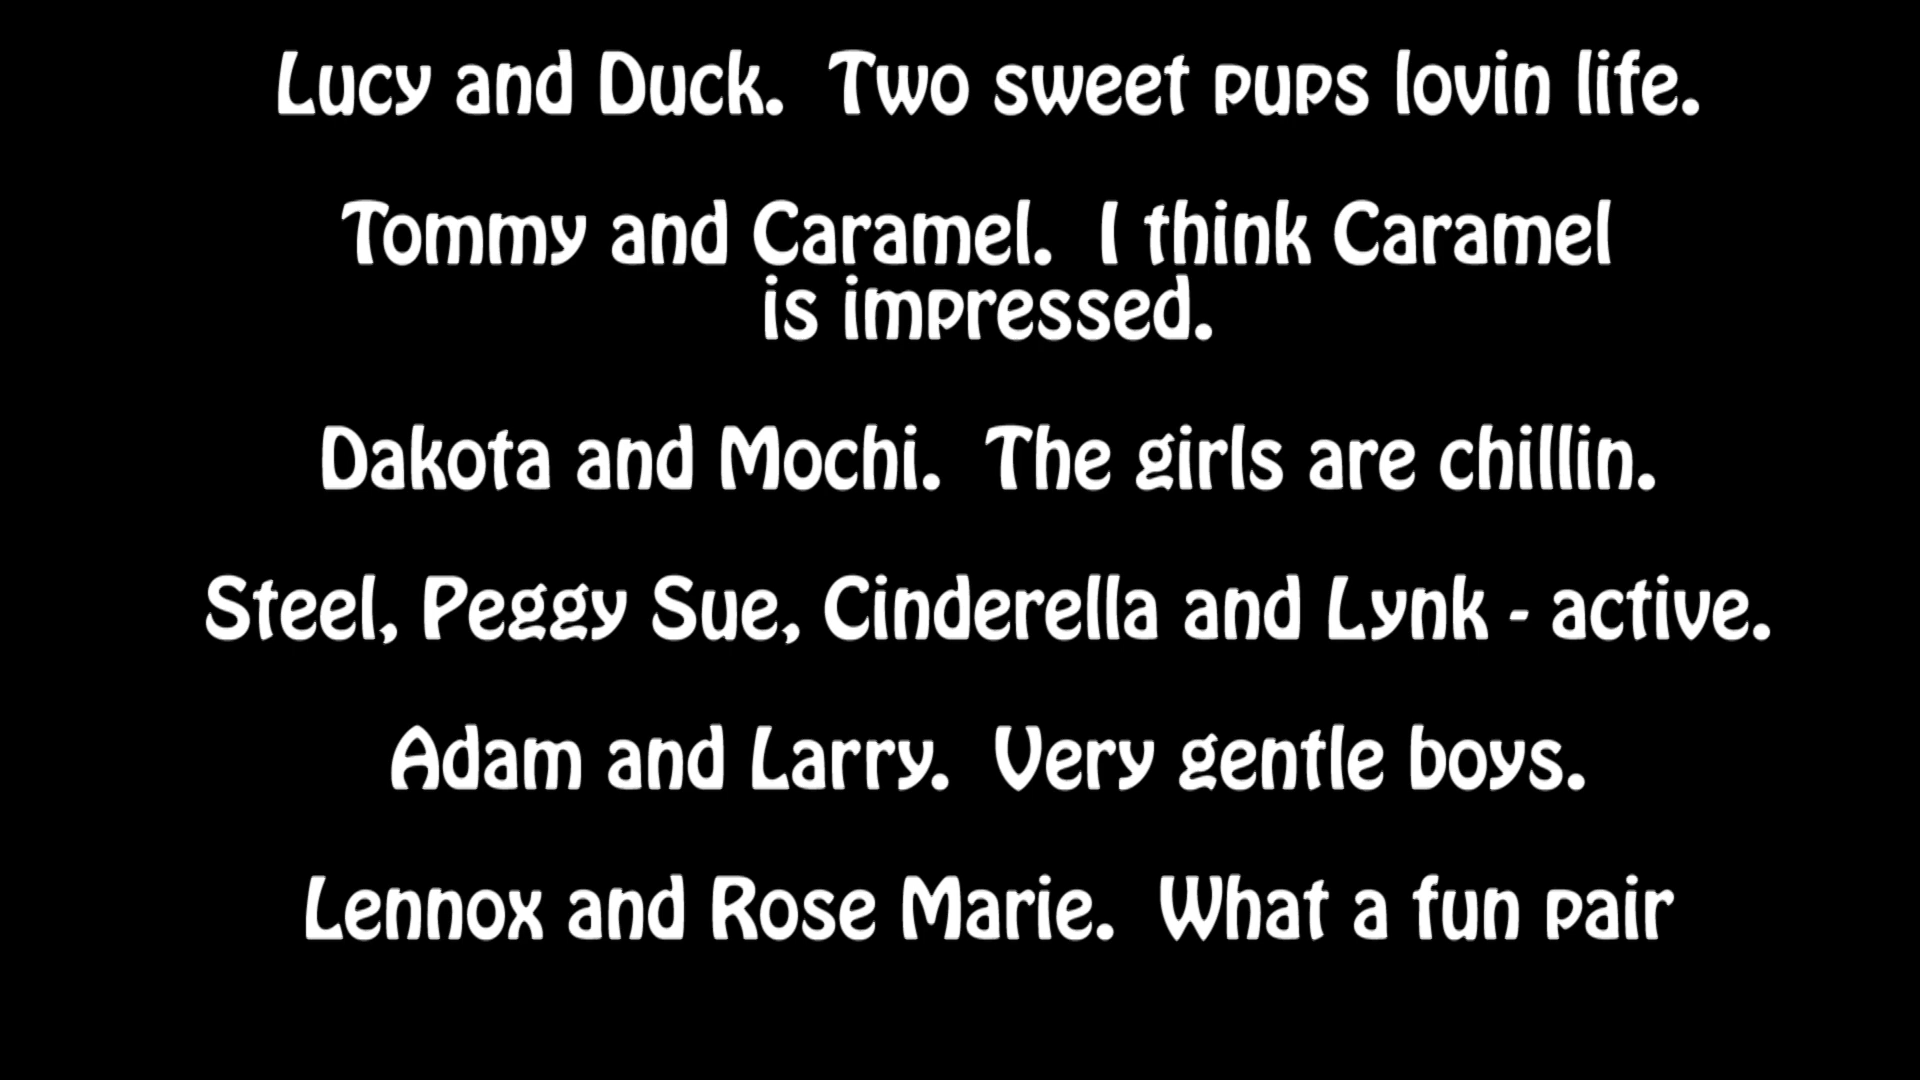 Lucy and Duck.  Two sweet pups lovin life.
Tommy and Caramel.  I think Caramel
is impressed.
Dakota and Mochi.  The girls are chillin.
Steel, Peggy Sue, Cinderella and Lynk - active.
Adam and Larry.  Very gentle boys.
Lennox and Rose Marie.  What a fun pair